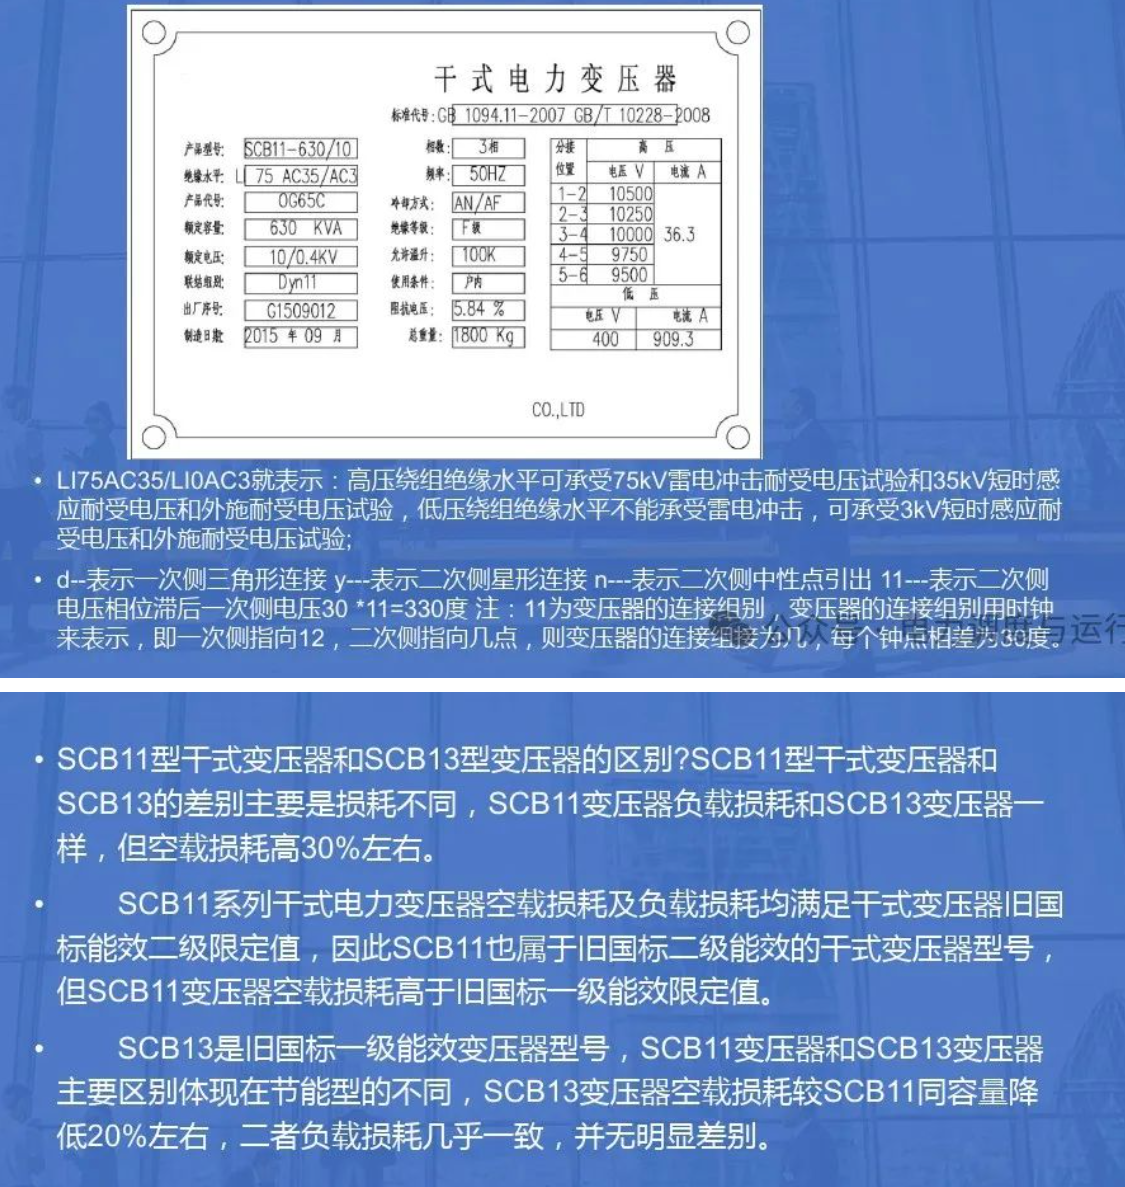 干式电力变压器
标准代号:GB 1094.11-2007 GB/T 10228-2008
产品型号: SCB11-630/10
绝缘水平: LI 75 AC35/AC3
产品代号: 0G65C
额定容量: 630 KVA
额定电压: 10/0.4KV
联结组别: Dyn11
出厂序号: G1509012
制造日期: 2015 年 09 月
相数: 3相
频率: 50HZ
冷却方式: AN/AF
绝缘等级: F级
允许温升: 100K
使用条件: 户内
阻抗电压: 5.84 %
总重量: 1800 Kg
分接位置 高 压
电压 V 电流 A
1-2 10500
2-3 10250
3-4 10000 36.3
4-5 9750
5-6 9500
低 压
电压 V 电流 A
400 909.3
CO.,LTD
• LI75AC35/LI0AC3就表示：高压绕组绝缘水平可承受75kV雷电冲击耐受电压试验和35kV短时感
应耐受电压和外施耐受电压试验，低压绕组绝缘水平不能承受雷电冲击，可承受3kV短时感应耐
受电压和外施耐受电压试验;
• d--表示一次侧三角形连接 y---表示二次侧星形连接 n---表示二次侧中性点引出 11---表示二次侧
电压相位滞后一次侧电压30 *11=330度 注：11为变压器的连接组别，变压器的连接组别用时钟
来表示，即一次侧指向12，二次侧指向几点，则变压器的连接组接为几，每个钟点相差为30度。
公众号 · 电力调度与运行
• SCB11型干式变压器和SCB13型变压器的区别?SCB11型干式变压器和
SCB13的差别主要是损耗不同，SCB11变压器负载损耗和SCB13变压器一
样，但空载损耗高30%左右。
• SCB11系列干式电力变压器空载损耗及负载损耗均满足干式变压器旧国
标能效二级限定值，因此SCB11也属于旧国标二级能效的干式变压器型号，
但SCB11变压器空载损耗高于旧国标一级能效限定值。
• SCB13是旧国标一级能效变压器型号，SCB11变压器和SCB13变压器
主要区别体现在节能型的不同，SCB13变压器空载损耗较SCB11同容量降
低20%左右，二者负载损耗几乎一致，并无明显差别。